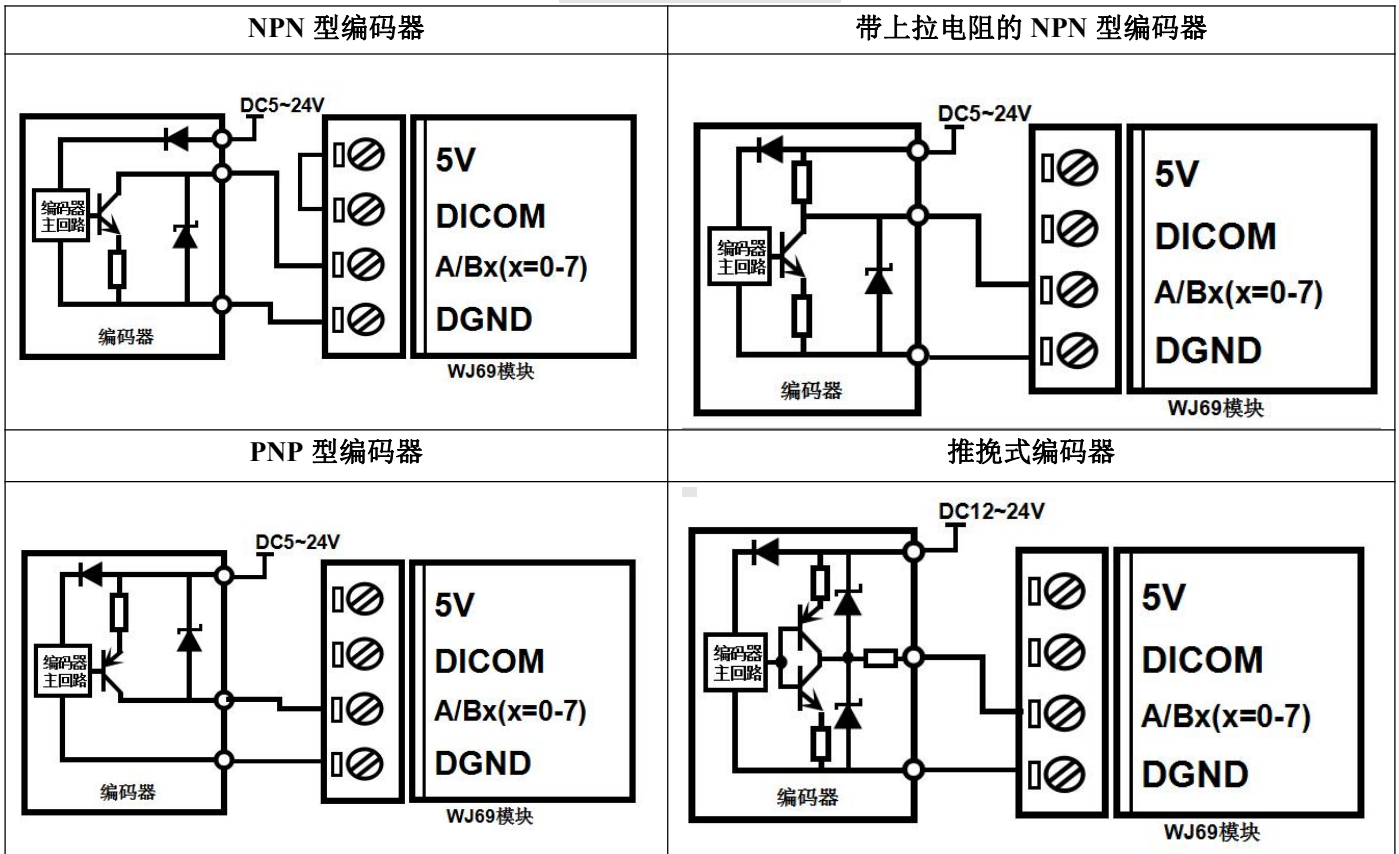 NPN 型编码器
带上拉电阻的 NPN 型编码器
DC5~24V
5V
DICOM
A/Bx(x=0-7)
DGND
编码器
主回路
编码器
WJ69模块
DC5~24V
5V
DICOM
A/Bx(x=0-7)
DGND
编码器
主回路
编码器
WJ69模块
PNP 型编码器
推挽式编码器
DC5~24V
5V
DICOM
A/Bx(x=0-7)
DGND
编码器
主回路
编码器
WJ69模块
DC12~24V
5V
DICOM
A/Bx(x=0-7)
DGND
编码器
主回路
编码器
WJ69模块